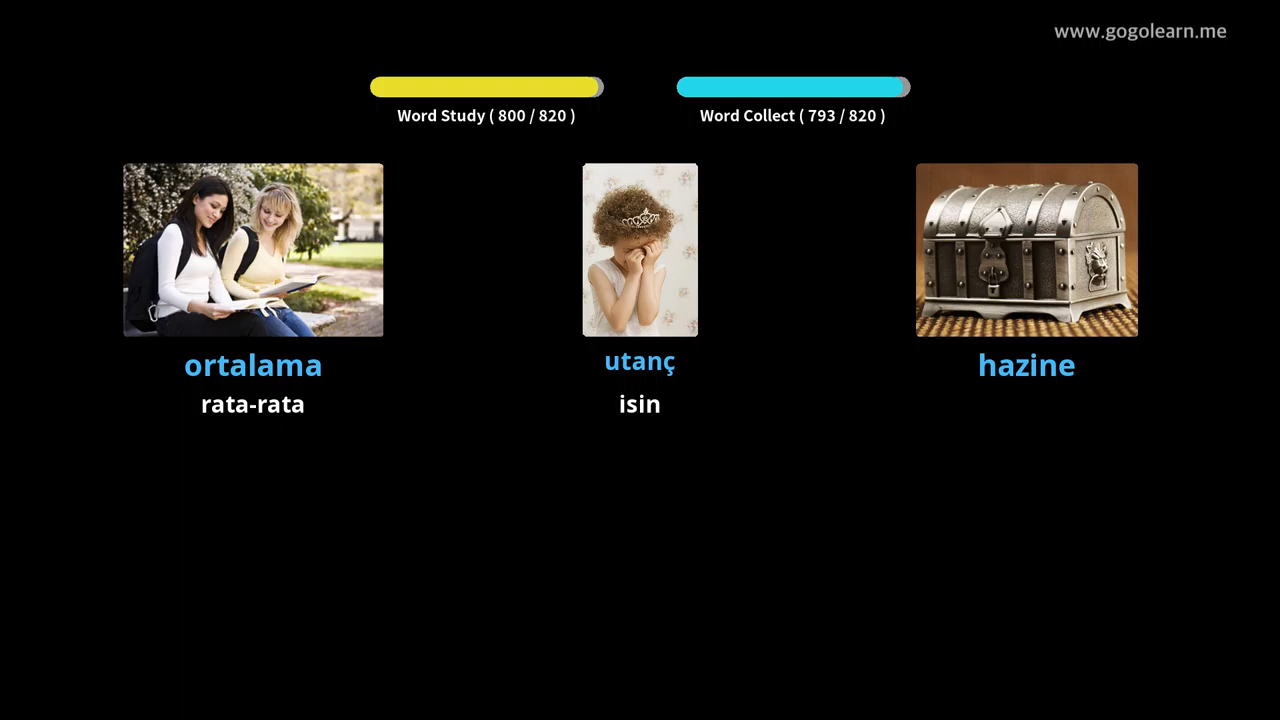 www.gogolearn.me
Word Study ( 800 / 820 )
Word Collect ( 793 / 820 )
ortalama
utanç
hazine
rata-rata
isin